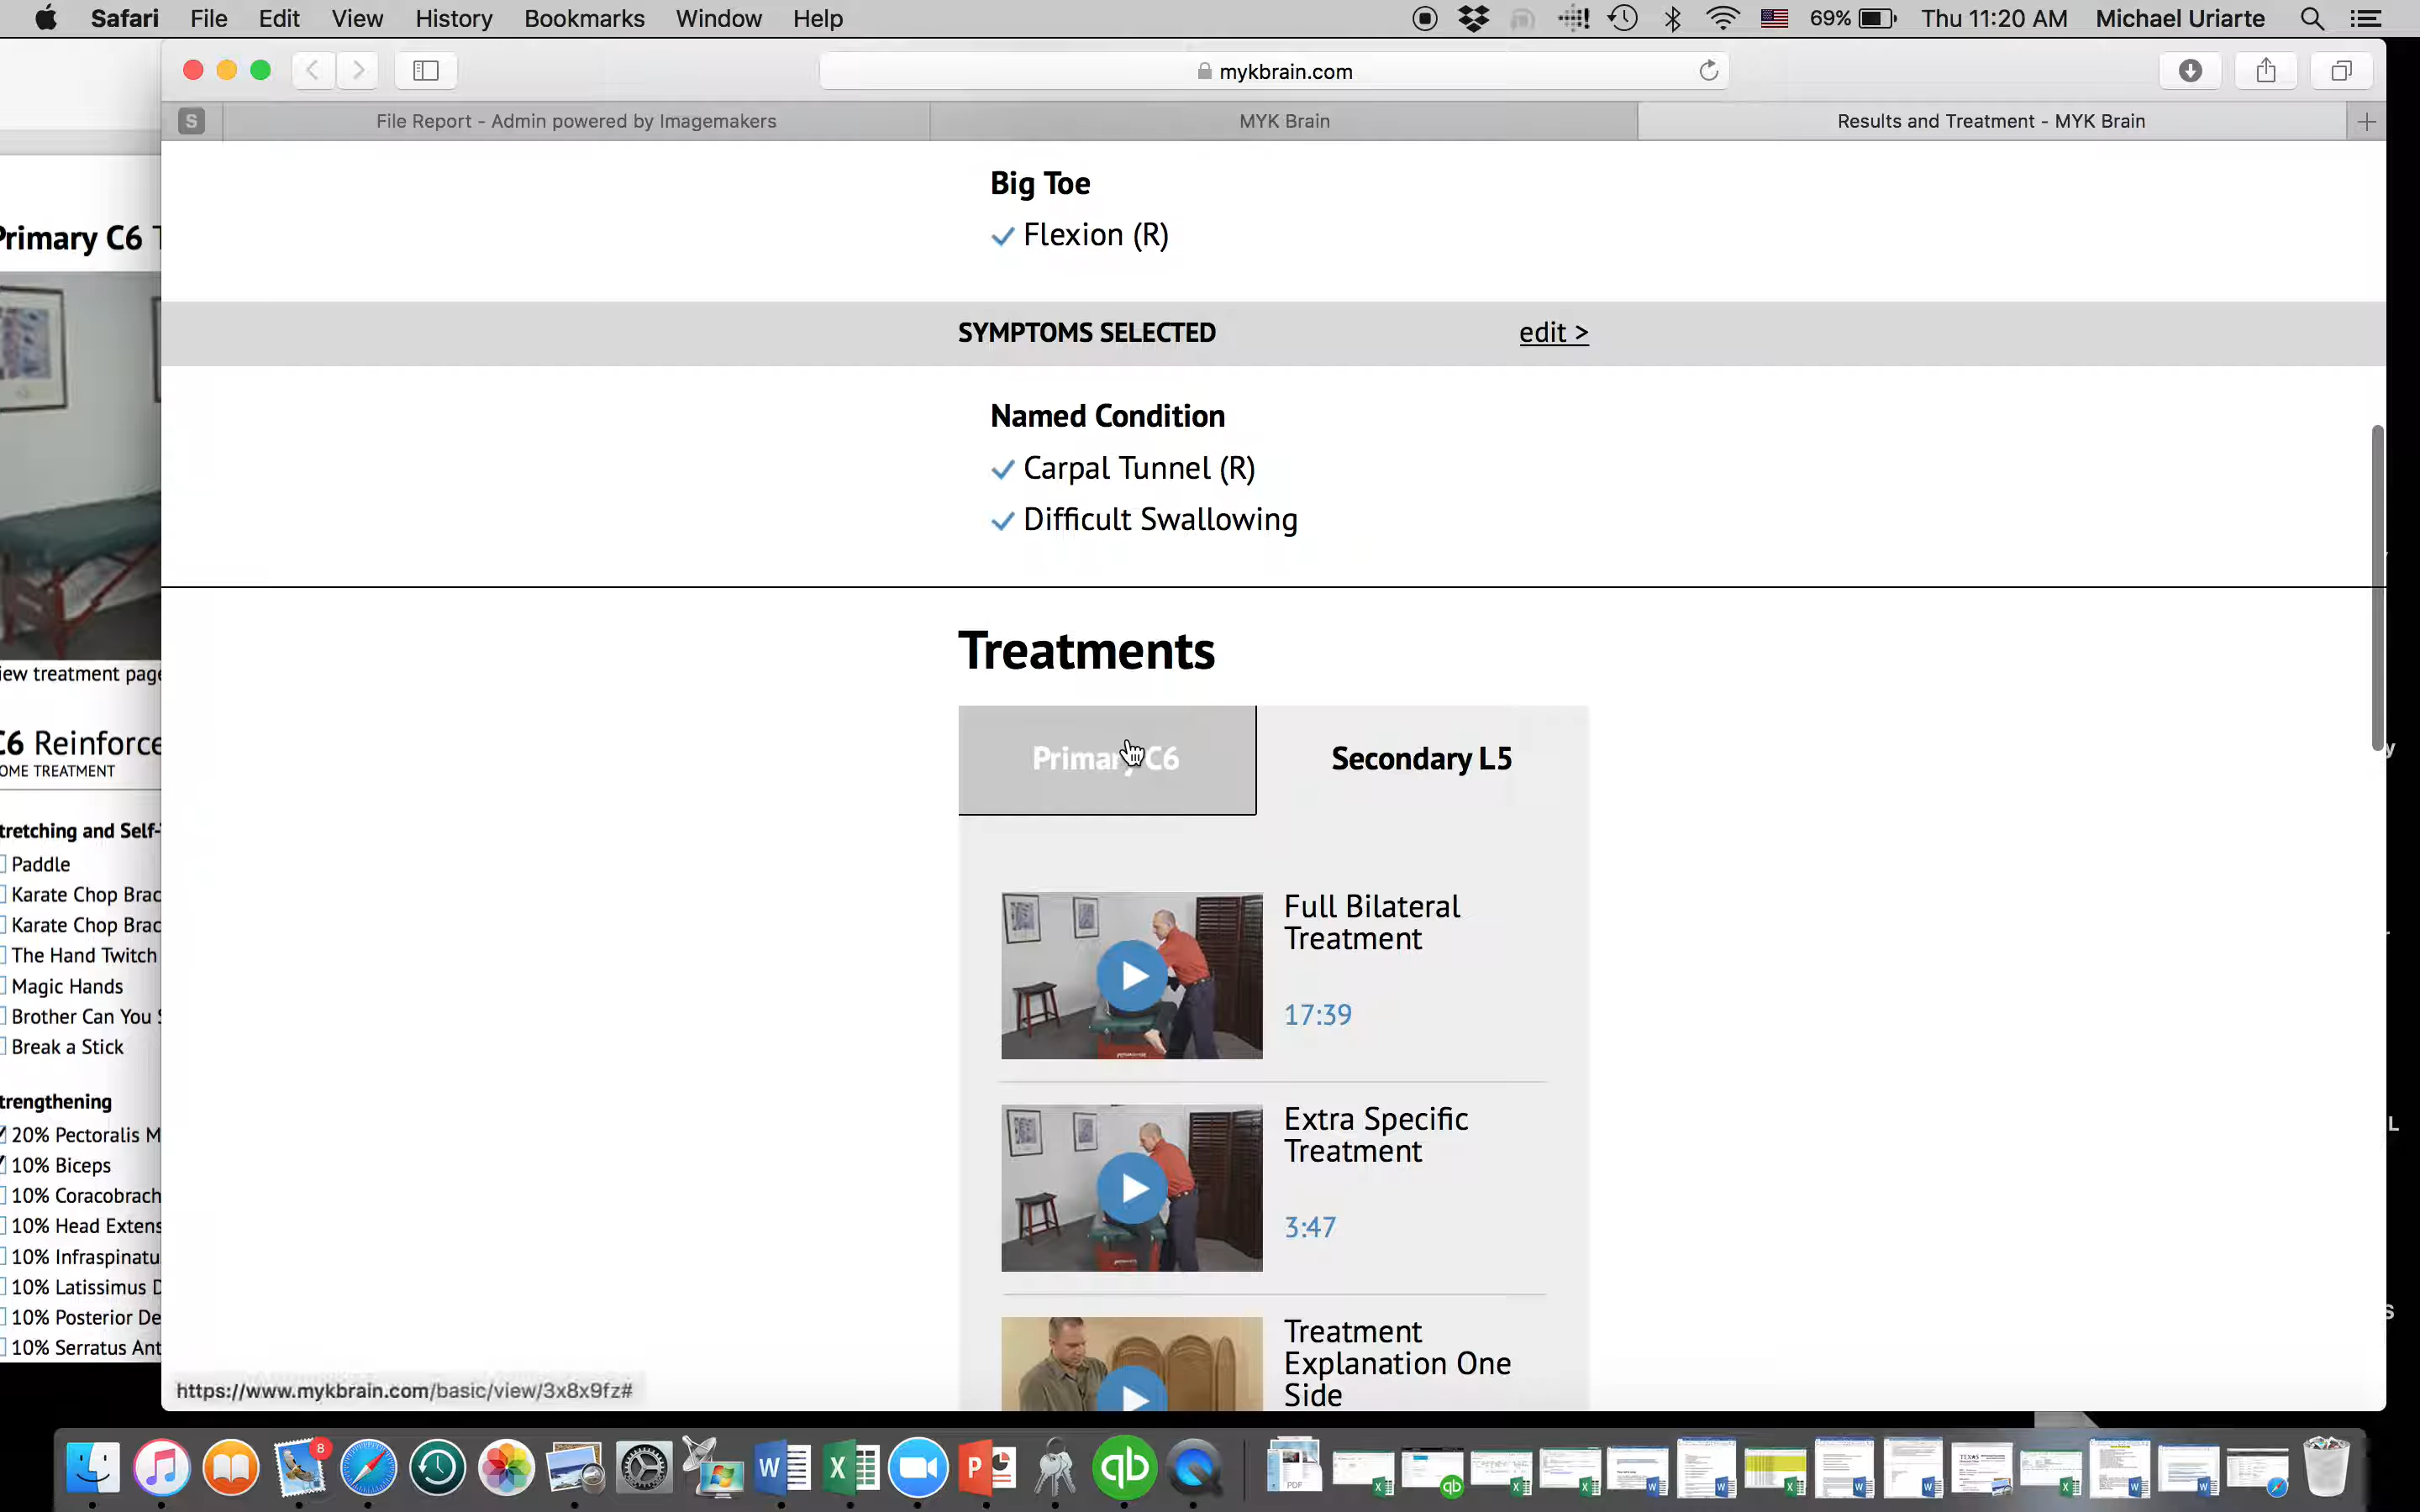 Safari File Edit View History Bookmarks Window Help 69% Thu 11:20 AM Michael Uriarte
mykbrain.com
S File Report - Admin powered by Imagemakers MYK Brain Results and Treatment - MYK Brain
Big Toe
Flexion (R)
SYMPTOMS SELECTED edit >
Named Condition
Carpal Tunnel (R)
Difficult Swallowing
Treatments
Primary C6 Secondary L5
Full Bilateral
Treatment
17:39
Extra Specific
Treatment
3:47
Treatment
Explanation One
Side
https://www.mykbrain.com/basic/view/3x8x9fz#
Primary C6 T
iew treatment page
C6 Reinforce
OME TREATMENT
tretching and Self-
Paddle
Karate Chop Brac
Karate Chop Brac
The Hand Twitch
Magic Hands
Brother Can You S
Break a Stick
trengthening
20% Pectoralis M
10% Biceps
10% Coracobrach
10% Head Extens
10% Infraspinatu
10% Latissimus D
10% Posterior De
10% Serratus Ant
y
L
S
8
W X P qb
PDF